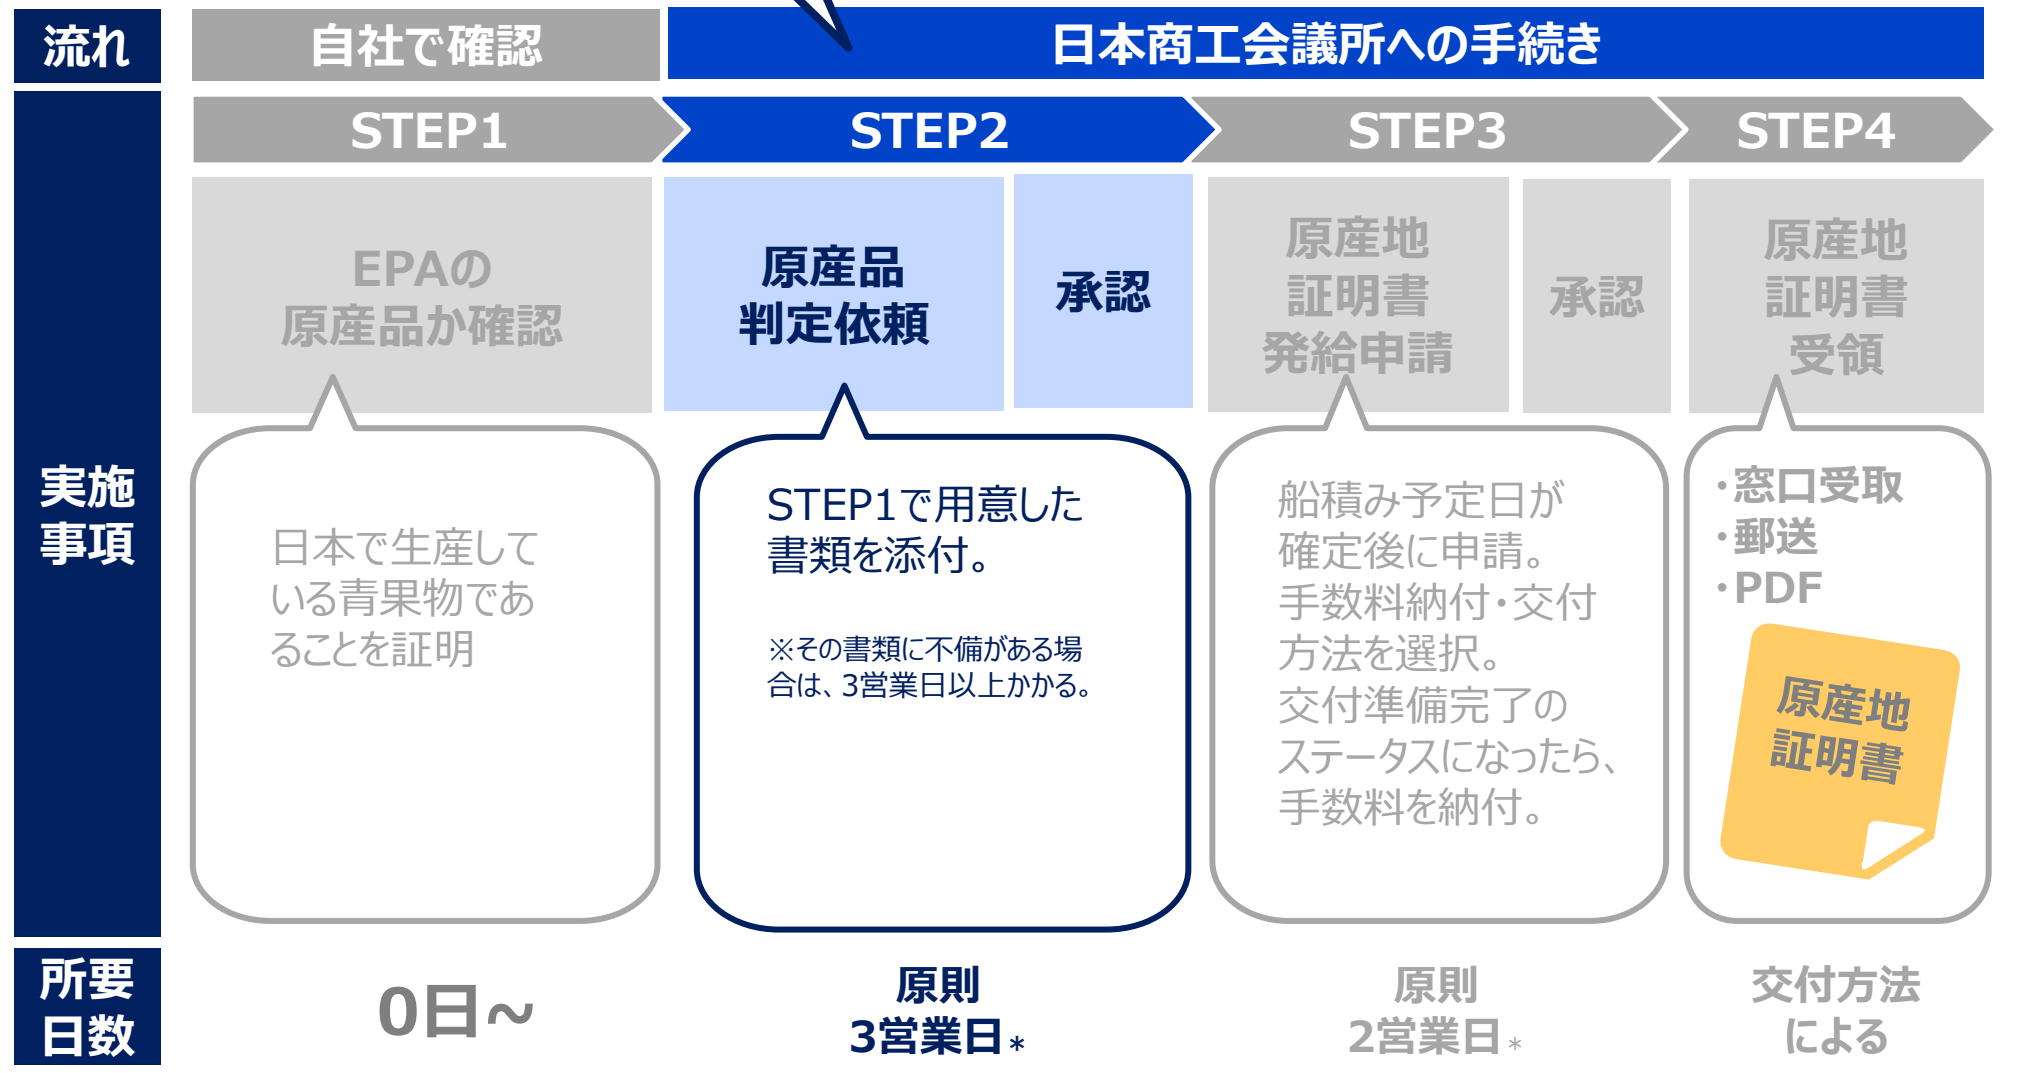 流れ
自社で確認
日本商工会議所への手続き
実施
事項
STEP1
STEP2
STEP3
STEP4
EPAの
原産品か確認
原産品
判定依頼
承認
原産地
証明書
発給申請
承認
原産地
証明書
受領
日本で生産して
いる青果物であ
ることを証明
STEP1で用意した
書類を添付。
※その書類に不備がある場
合は、3営業日以上かかる。
船積み予定日が
確定後に申請。
手数料納付・交付
方法を選択。
交付準備完了の
ステータスになったら、
手数料を納付。
・窓口受取
・郵送
・PDF
原産地
証明書
所要
日数
0日~
原則
3営業日*
原則
2営業日*
交付方法
による